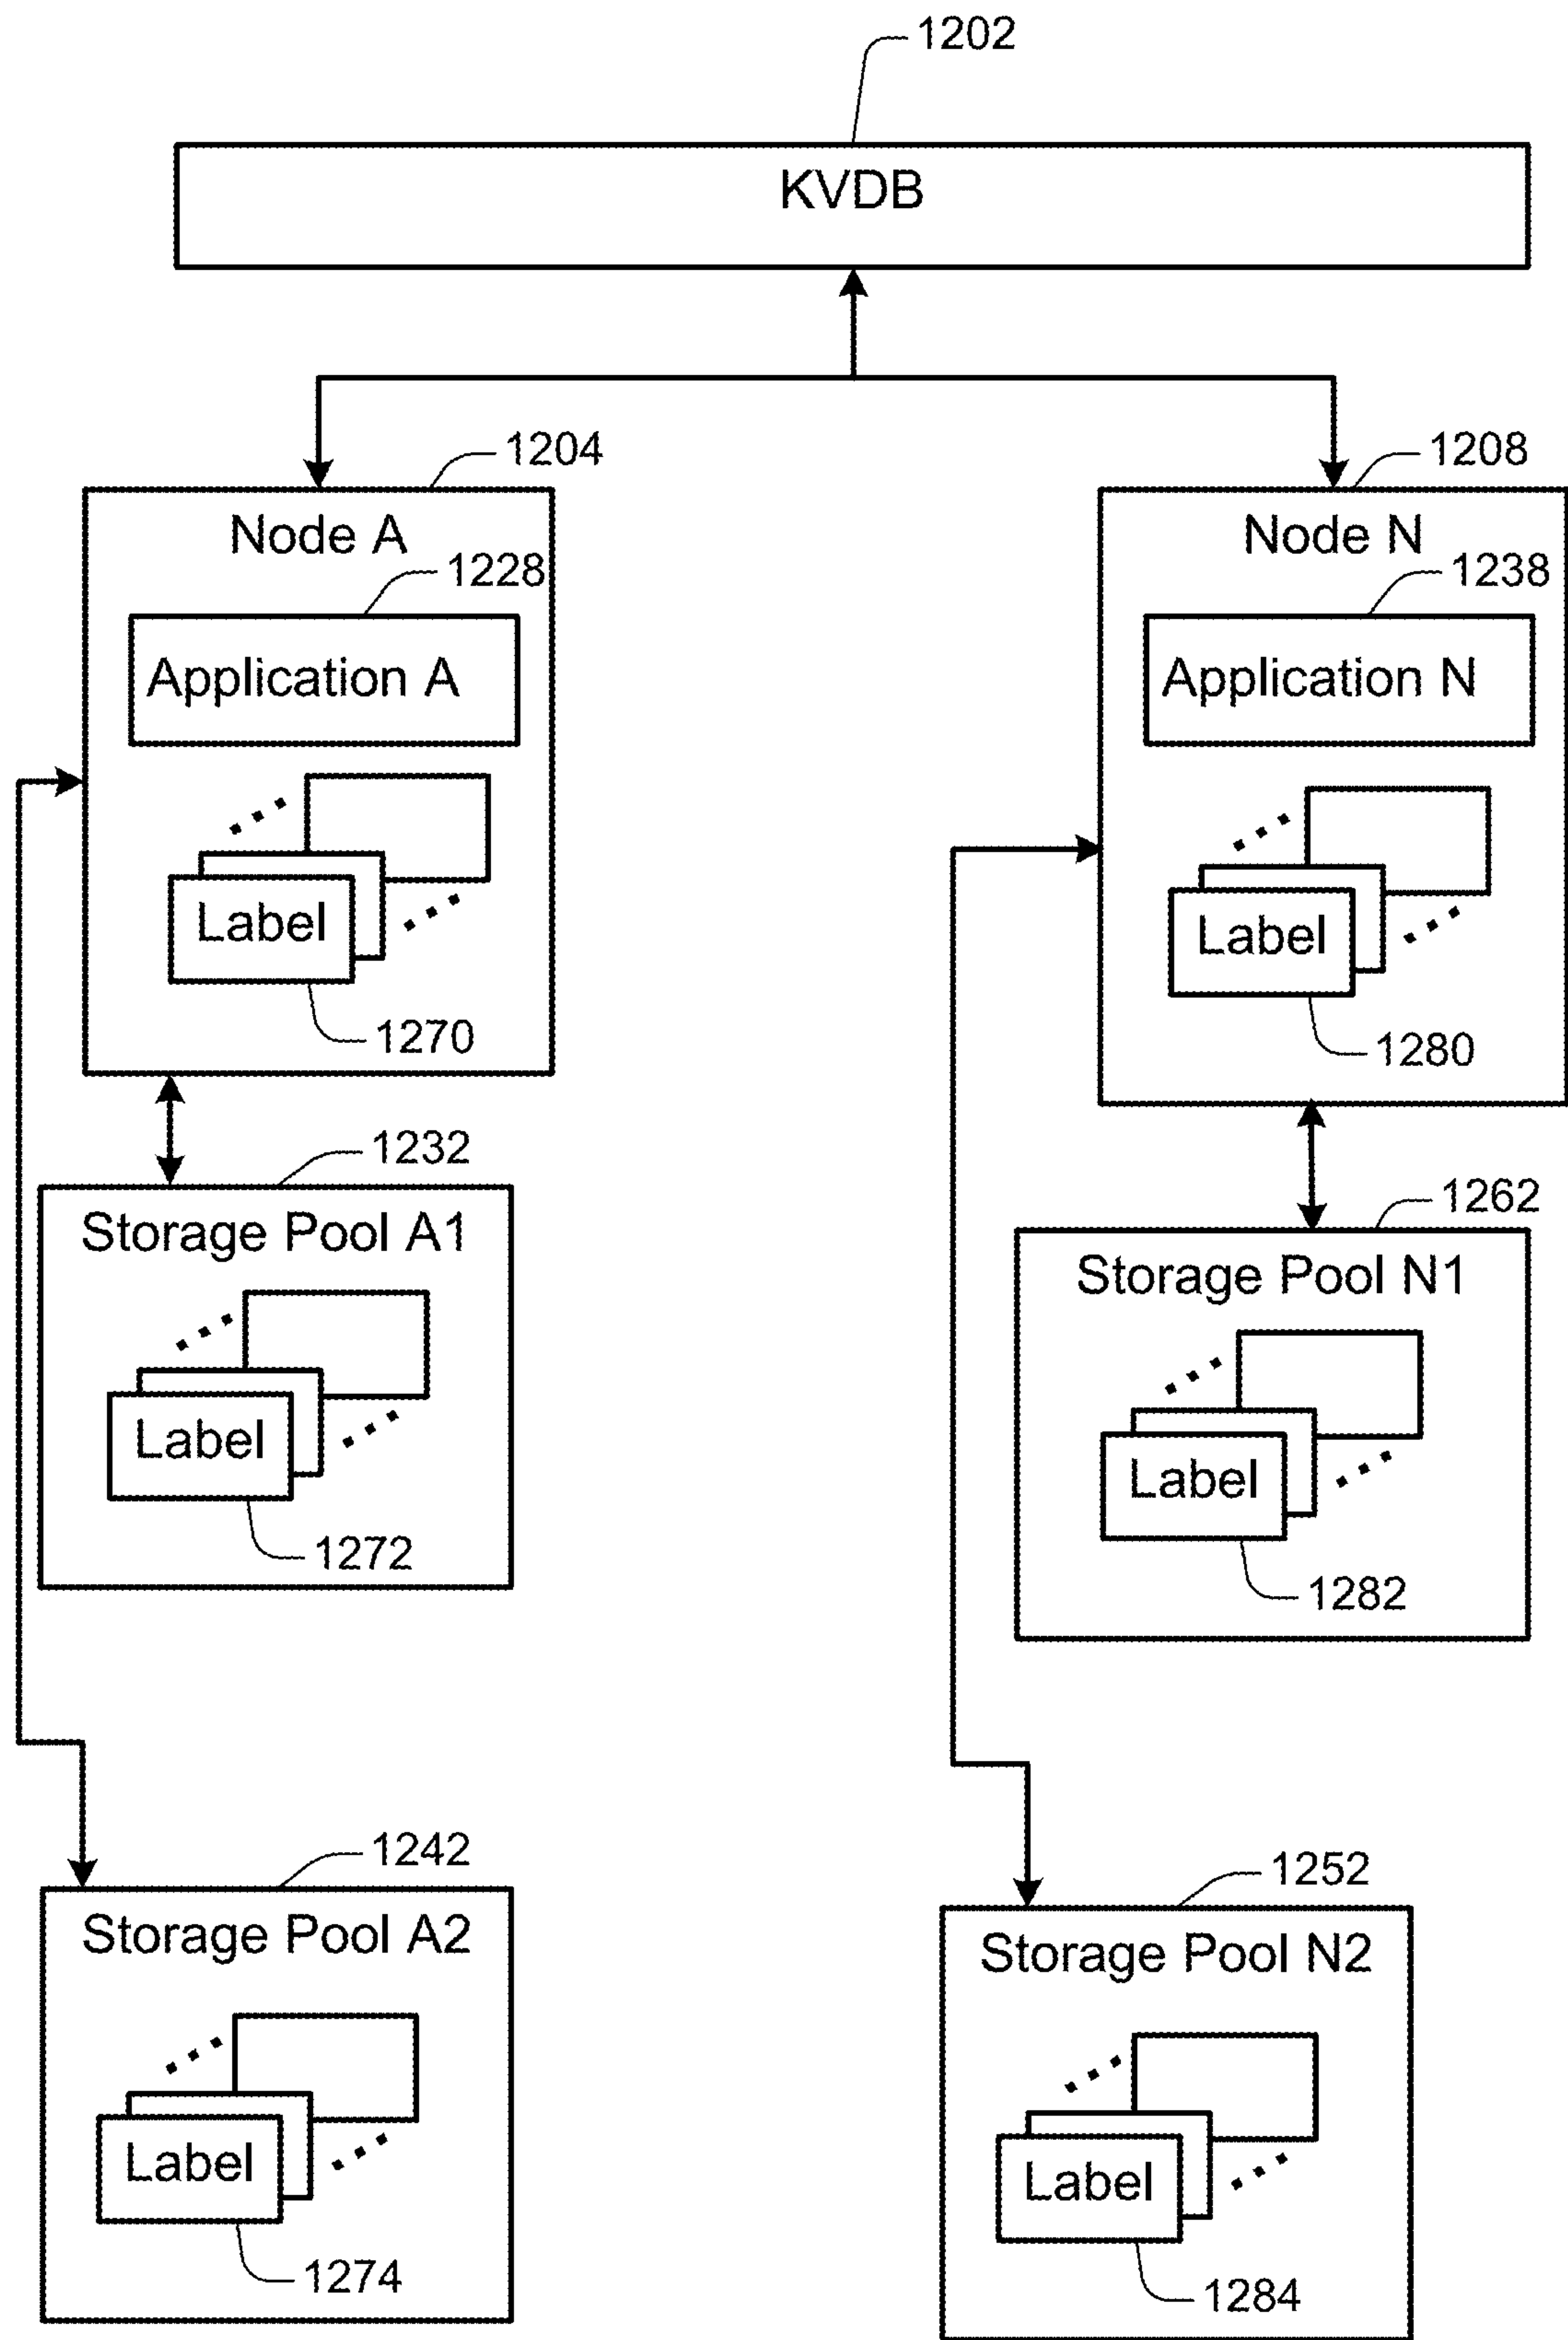 1202
KVDB
1204
Node A
1228
Application A
Label
1270
1208
Node N
1238
Application N
Label
1280
1232
Storage Pool A1
Label
1272
1262
Storage Pool N1
Label
1282
1242
Storage Pool A2
Label
1274
1252
Storage Pool N2
Label
1284